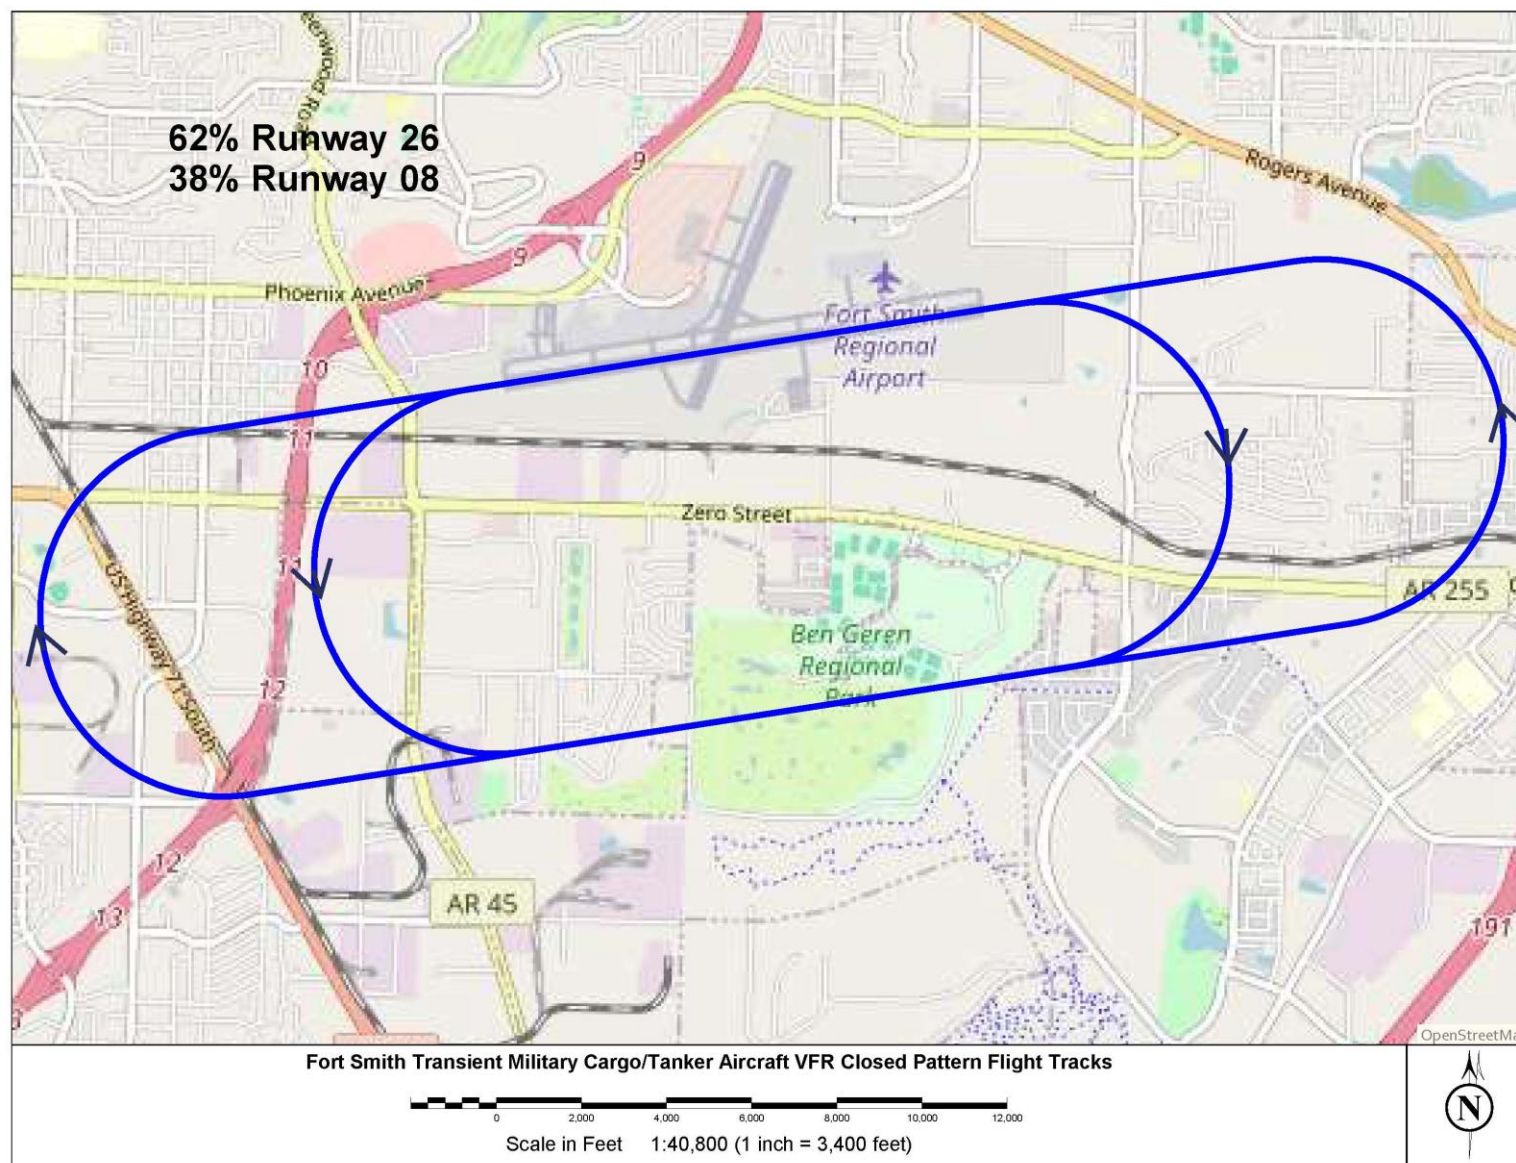 62% Runway 26
38% Runway 08
9
Rogers Avenue
9
Phoenix Avenue
Fort Smith
Regional
Airport
10
11
Zero Street
11
AR 255
US Highway 71 South
Ben Geren
Regional
Park
12
12
AR 45
13
191
OpenStreetMa
Fort Smith Transient Military Cargo/Tanker Aircraft VFR Closed Pattern Flight Tracks
0 2,000 4,000 6,000 8,000 10,000 12,000
Scale in Feet 1:40,800 (1 inch = 3,400 feet)
N